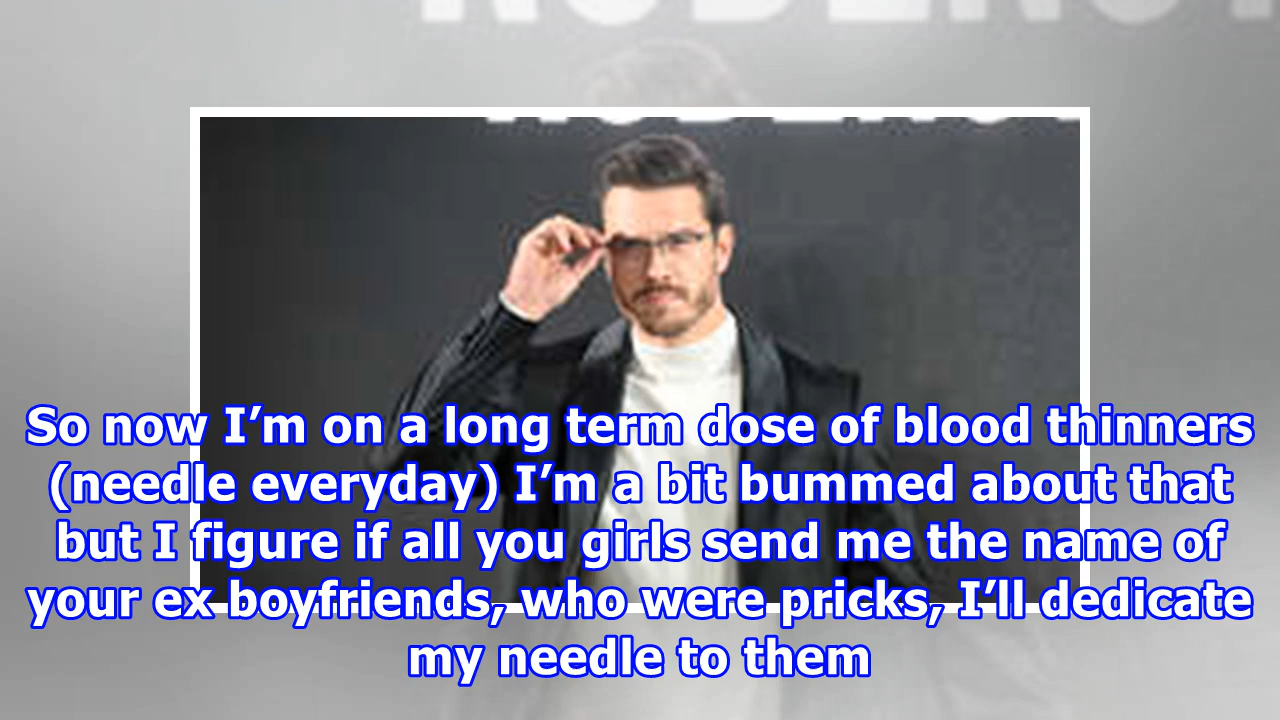 So now I’m on a long term dose of blood thinners
(needle everyday) I’m a bit bummed about that
but I figure if all you girls send me the name of
your ex boyfriends, who were pricks, I’ll dedicate
my needle to them